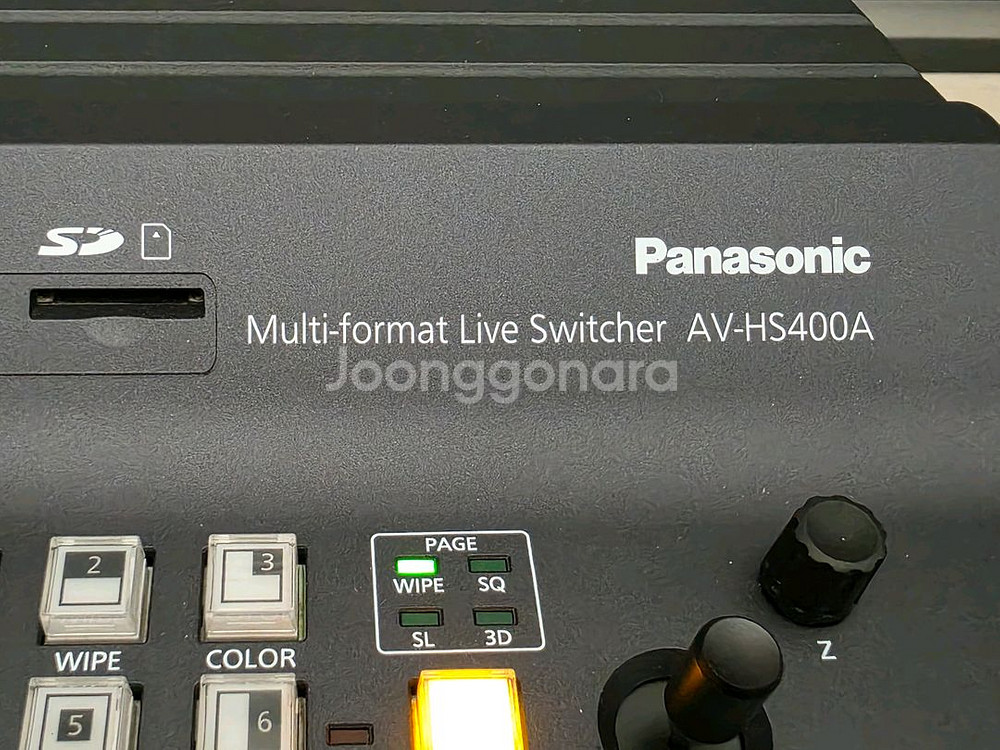 SD
Panasonic
Multi-format Live Switcher AV-HS400A
Joonggonara
2
3
PAGE
WIPE SQ
SL 3D
WIPE
COLOR
Z
5
6